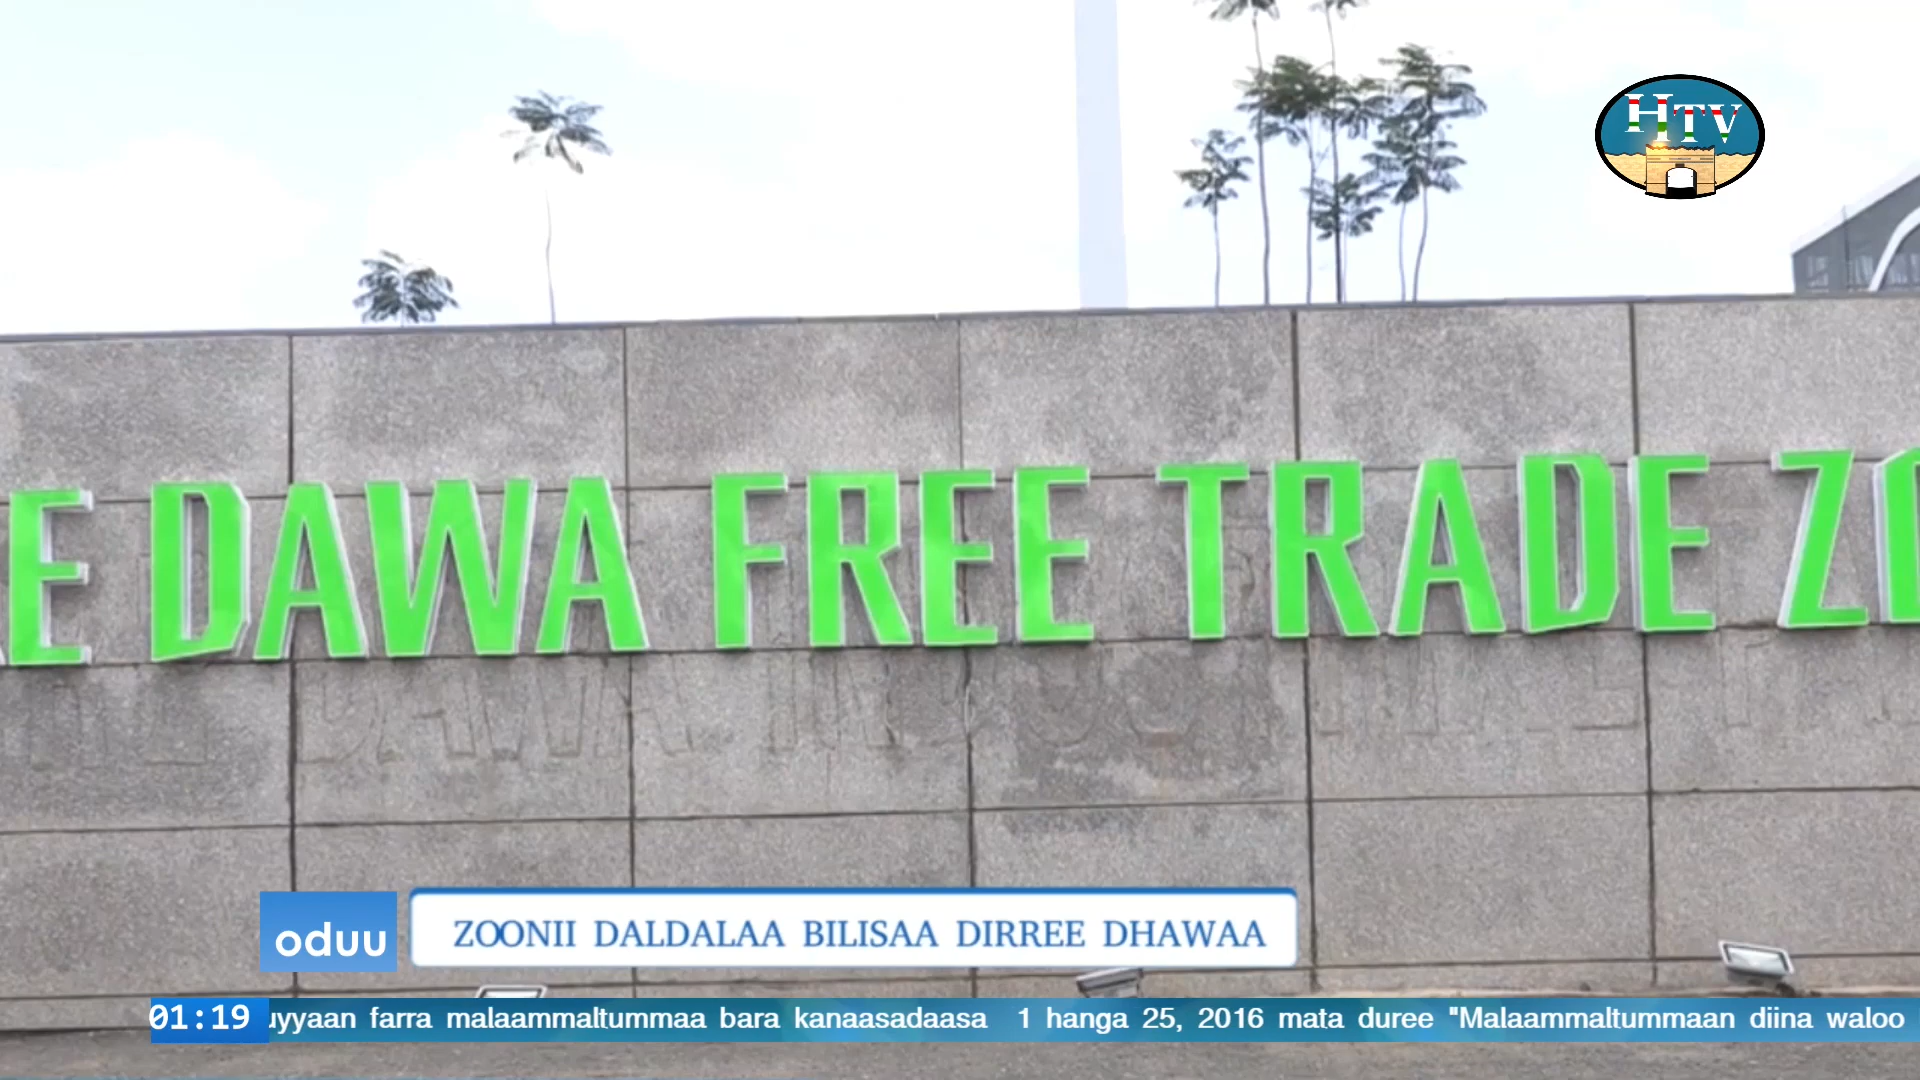 HTV
E DAWA FREE TRADE ZO
oduu
ZOONII DALDALAA BILISAA DIRREE DHAWAA
01:19
uyyaan farra malaammaltummaa bara kanaasadaasa 1 hanga 25, 2016 mata duree "Malaammaltummaan diina waloo